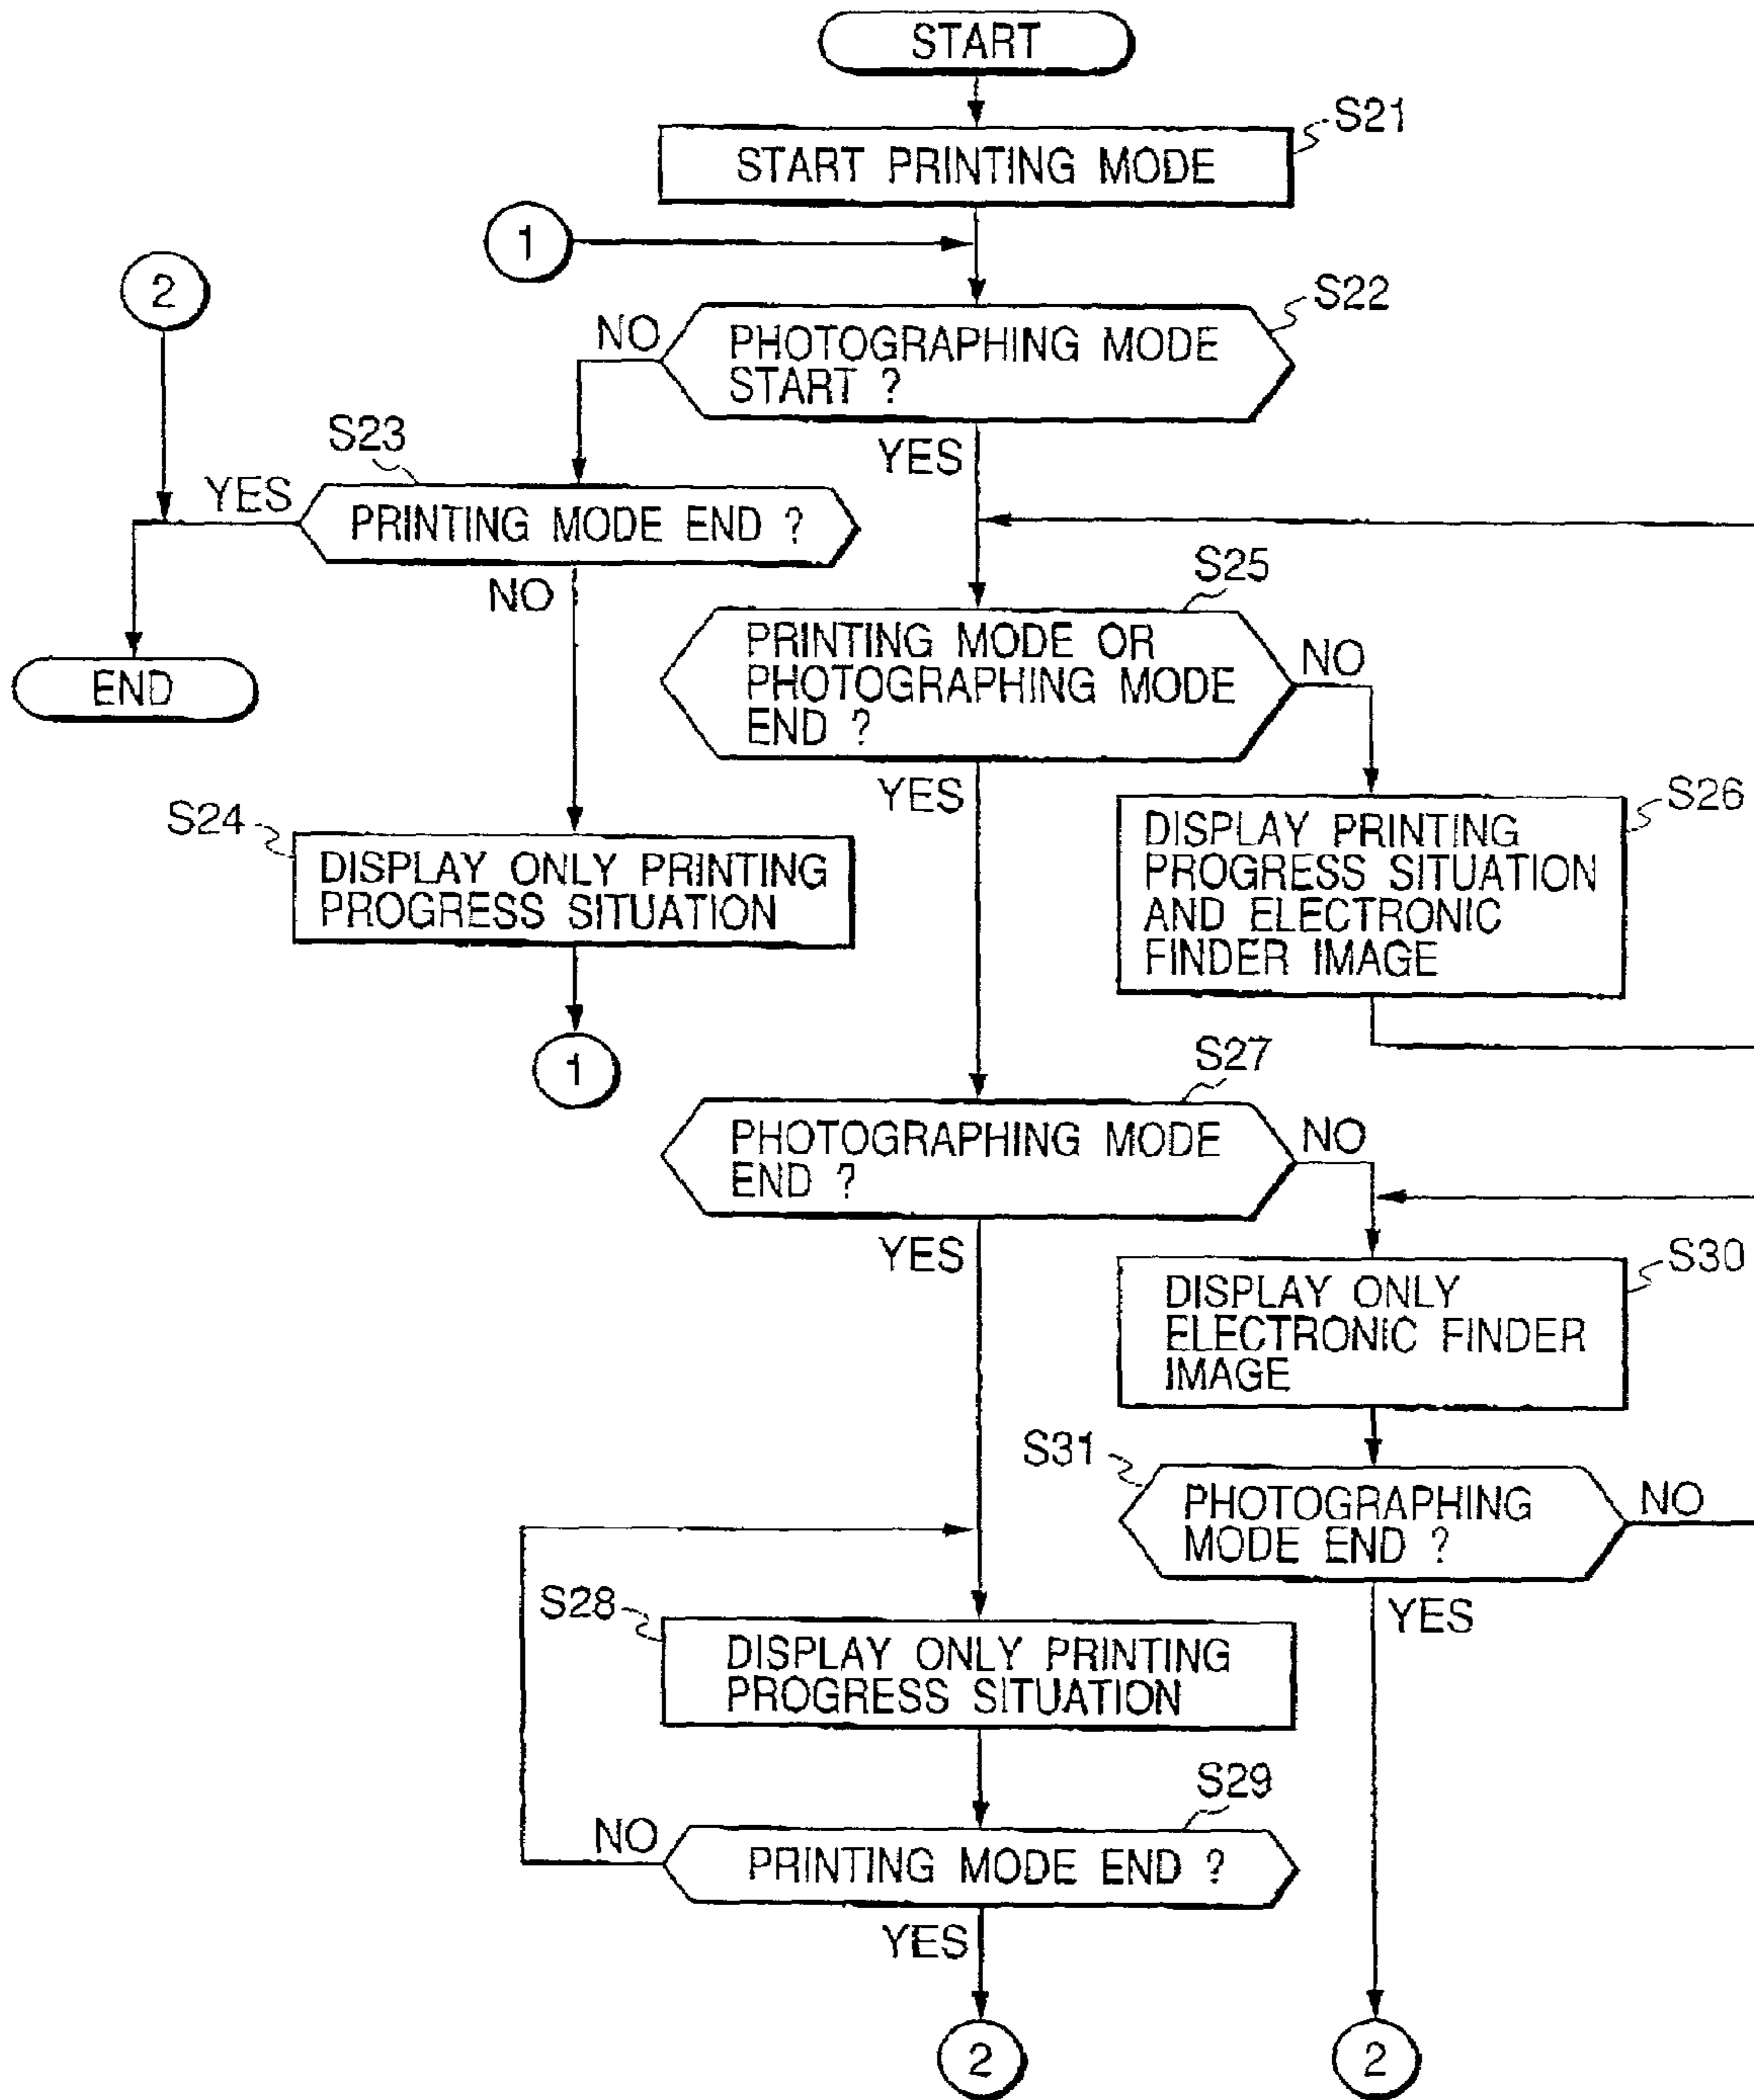 START
S21
START PRINTING MODE
1
2
S22
NO
PHOTOGRAPHING MODE
START ?
YES
S23
YES
PRINTING MODE END ?
NO
END
S25
PRINTING MODE OR
PHOTOGRAPHING MODE
END ?
NO
YES
S24
DISPLAY ONLY PRINTING
PROGRESS SITUATION
1
S26
DISPLAY PRINTING
PROGRESS SITUATION
AND ELECTRONIC
FINDER IMAGE
S27
PHOTOGRAPHING MODE
END ?
NO
YES
S30
DISPLAY ONLY
ELECTRONIC FINDER
IMAGE
S31
PHOTOGRAPHING
MODE END ?
NO
YES
S28
DISPLAY ONLY PRINTING
PROGRESS SITUATION
S29
NO
PRINTING MODE END ?
YES
2
2